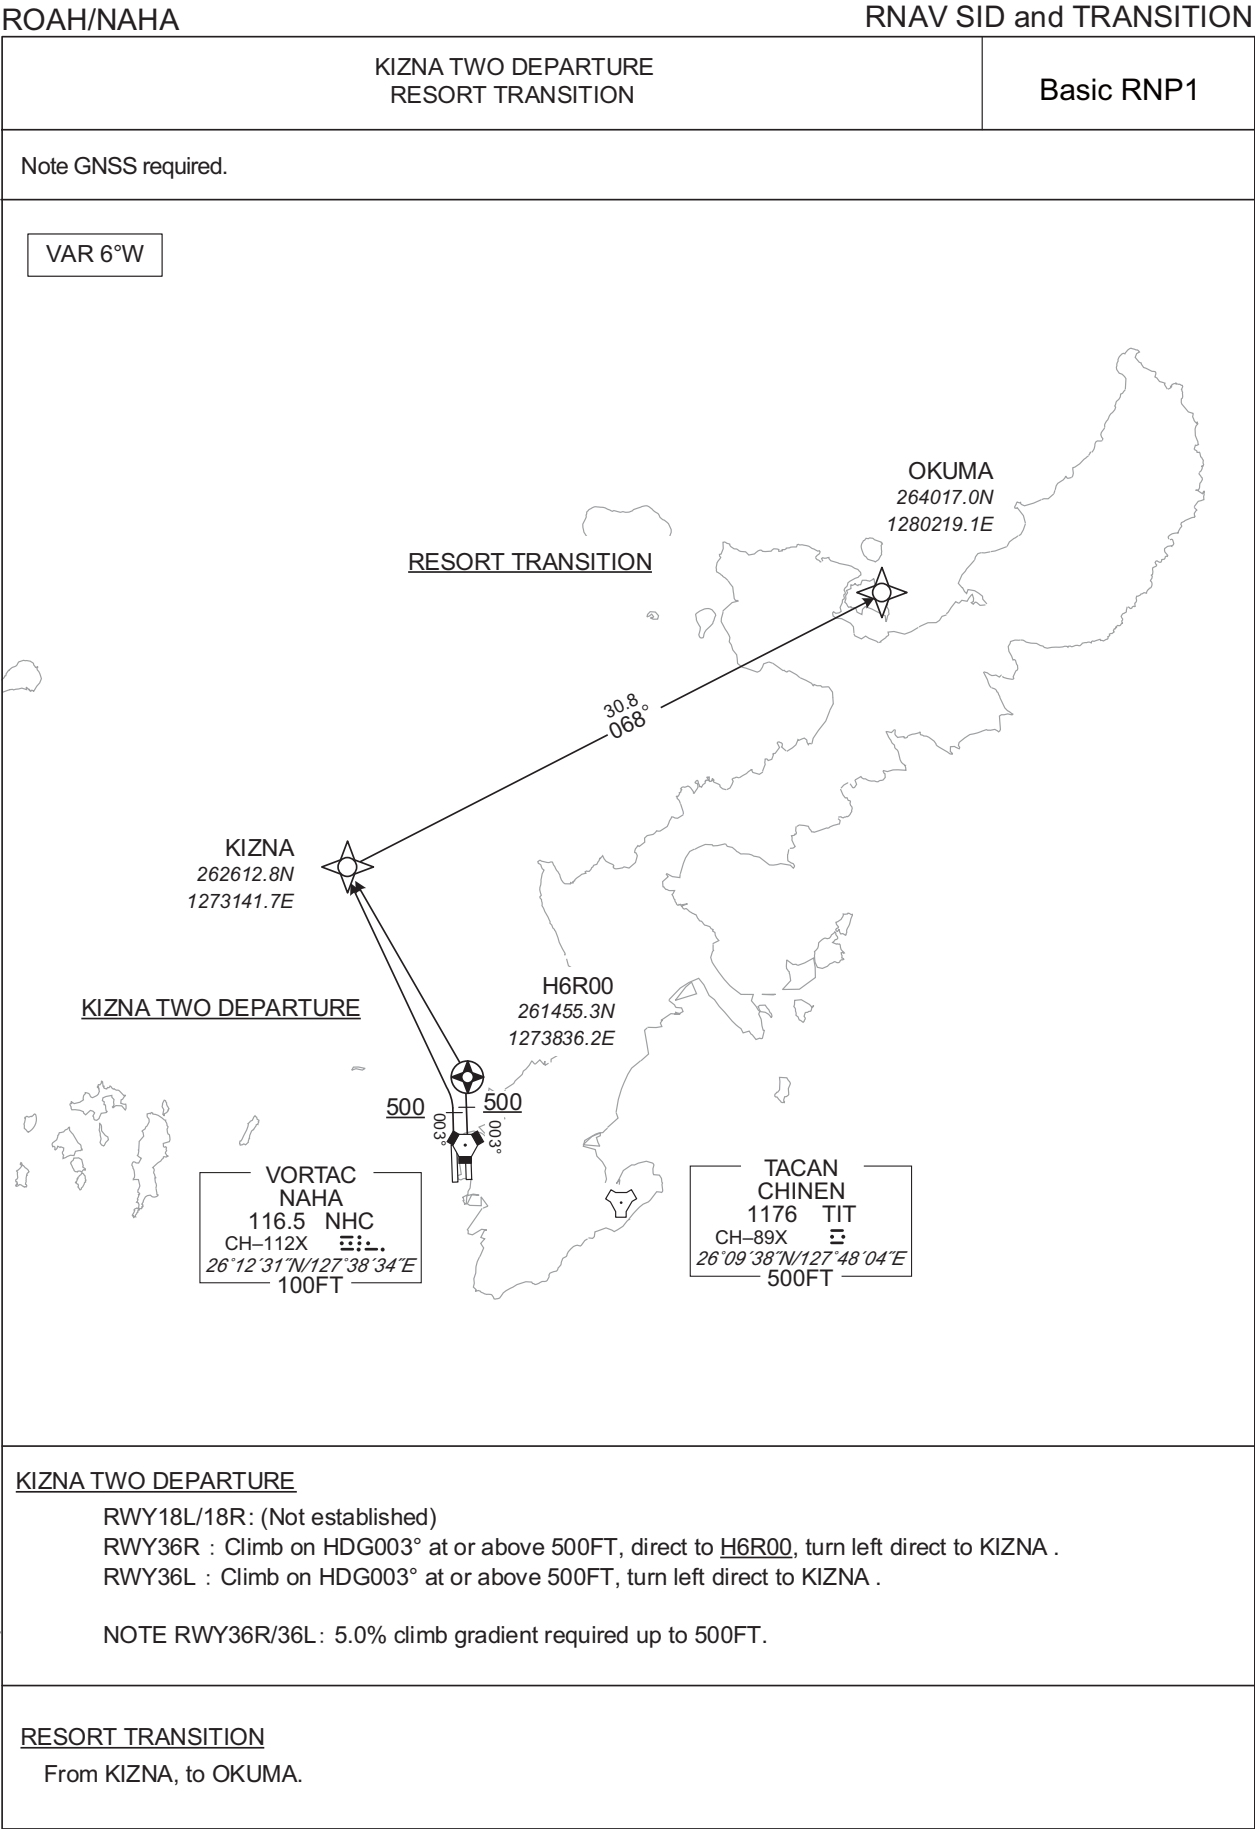 ROAH/NAHA
RNAV SID and TRANSITION
KIZNA TWO DEPARTURE
RESORT TRANSITION
Basic RNP1
Note GNSS required.
VAR 6°W
OKUMA
264017.0N
1280219.1E
RESORT TRANSITION
30.8
068°
KIZNA
262612.8N
1273141.7E
H6R00
261455.3N
1273836.2E
KIZNA TWO DEPARTURE
500
500
003°
003°
VORTAC
NAHA
116.5 NHC
CH–112X
26°12´31˝N/127°38´34˝E
100FT
TACAN
CHINEN
1176 TIT
CH–89X
26°09´38˝N/127°48´04˝E
500FT
KIZNA TWO DEPARTURE
RWY18L/18R: (Not established)
RWY36R : Climb on HDG003° at or above 500FT, direct to H6R00, turn left direct to KIZNA .
RWY36L : Climb on HDG003° at or above 500FT, turn left direct to KIZNA .
NOTE RWY36R/36L: 5.0% climb gradient required up to 500FT.
RESORT TRANSITION
From KIZNA, to OKUMA.